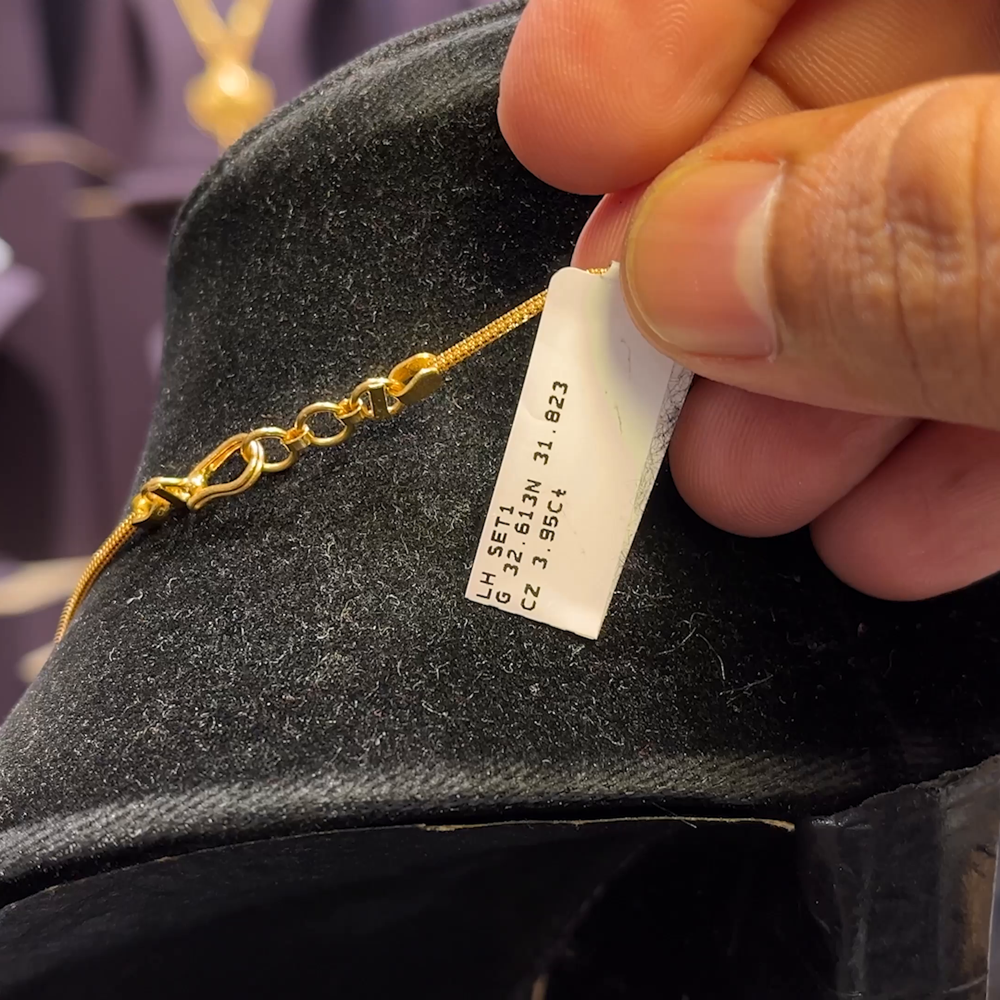 LH SET1
G 32.613N 31.823
CZ 3.95Ct